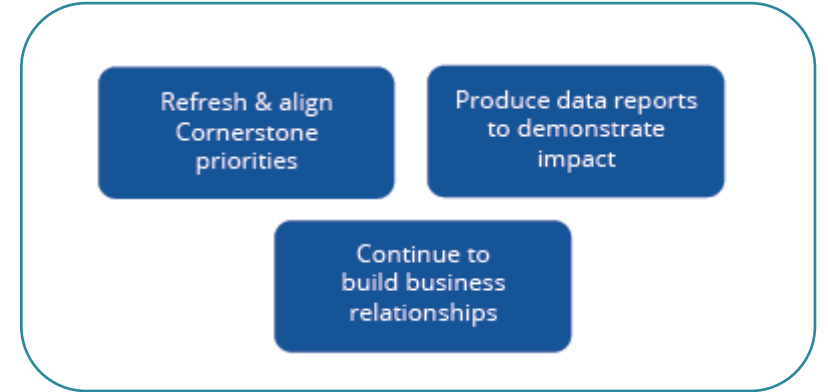 Refresh & align
Cornerstone
priorities
Produce data reports
to demonstrate
impact
Continue to
build business
relationships